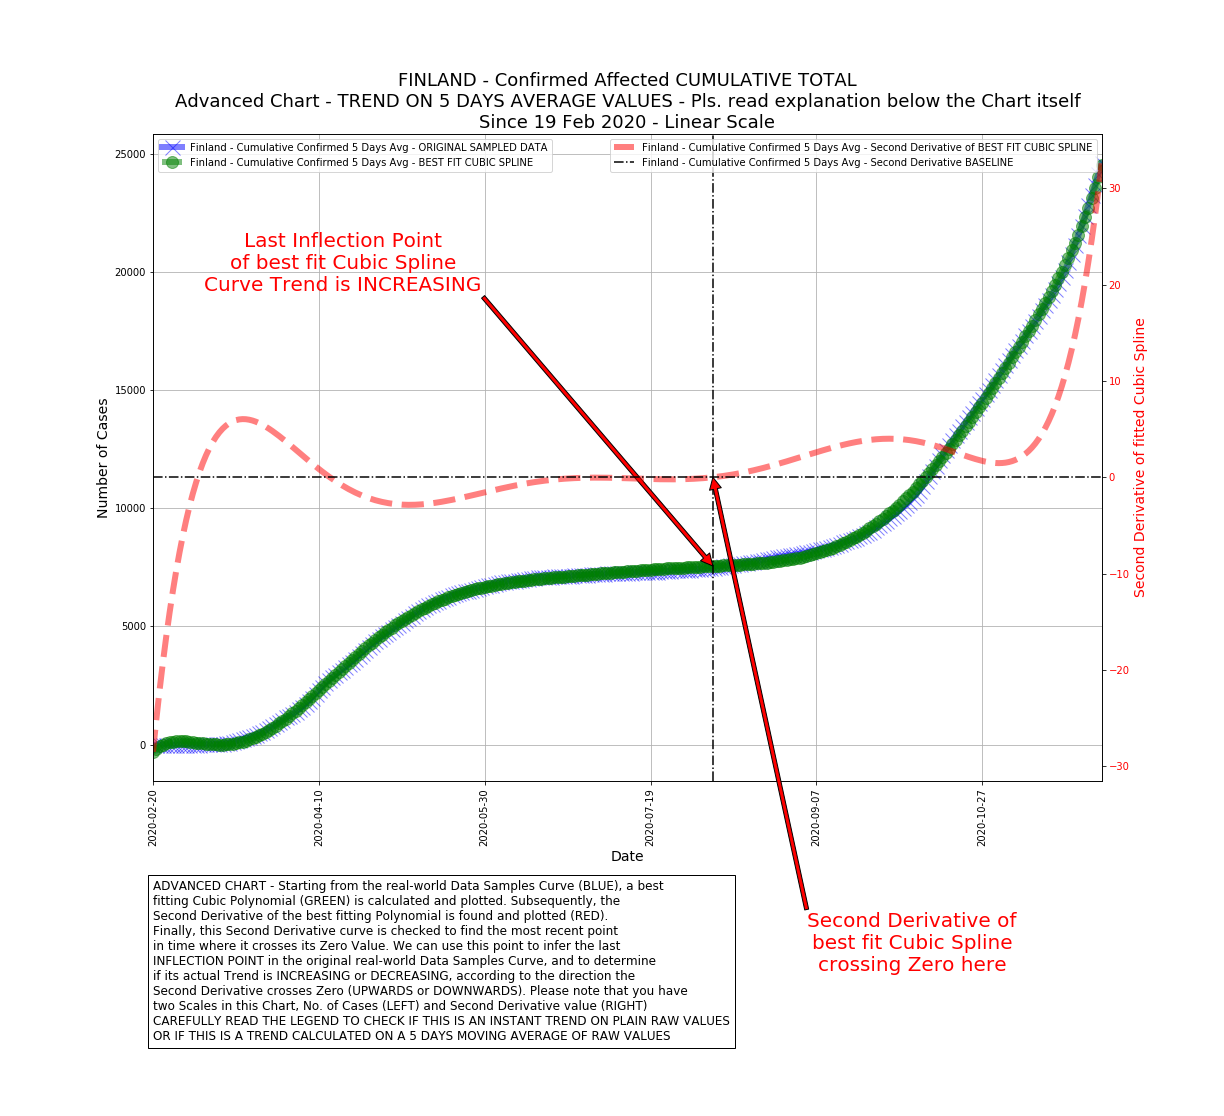 FINLAND - Confirmed Affected CUMULATIVE TOTAL
Advanced Chart - TREND ON 5 DAYS AVERAGE VALUES - Pls. read explanation below the Chart itself
Since 19 Feb 2020 - Linear Scale
Finland - Cumulative Confirmed 5 Days Avg - ORIGINAL SAMPLED DATA
Finland - Cumulative Confirmed 5 Days Avg - BEST FIT CUBIC SPLINE
Finland - Cumulative Confirmed 5 Days Avg - Second Derivative of BEST FIT CUBIC SPLINE
Finland - Cumulative Confirmed 5 Days Avg - Second Derivative BASELINE
Last Inflection Point
of best fit Cubic Spline
Curve Trend is INCREASING
Number of Cases
25000
20000
15000
10000
5000
0
30
20
10
0
−10
−20
−30
Second Derivative of fitted Cubic Spline
2020-02-20
2020-04-10
2020-05-30
2020-07-19
2020-09-07
2020-10-27
Date
Second Derivative of
best fit Cubic Spline
crossing Zero here
ADVANCED CHART - Starting from the real-world Data Samples Curve (BLUE), a best
fitting Cubic Polynomial (GREEN) is calculated and plotted. Subsequently, the
Second Derivative of the best fitting Polynomial is found and plotted (RED).
Finally, this Second Derivative curve is checked to find the most recent point
in time where it crosses its Zero Value. We can use this point to infer the last
INFLECTION POINT in the original real-world Data Samples Curve, and to determine
if its actual Trend is INCREASING or DECREASING, according to the direction the
Second Derivative crosses Zero (UPWARDS or DOWNWARDS). Please note that you have
two Scales in this Chart, No. of Cases (LEFT) and Second Derivative value (RIGHT)
CAREFULLY READ THE LEGEND TO CHECK IF THIS IS AN INSTANT TREND ON PLAIN RAW VALUES
OR IF THIS IS A TREND CALCULATED ON A 5 DAYS MOVING AVERAGE OF RAW VALUES